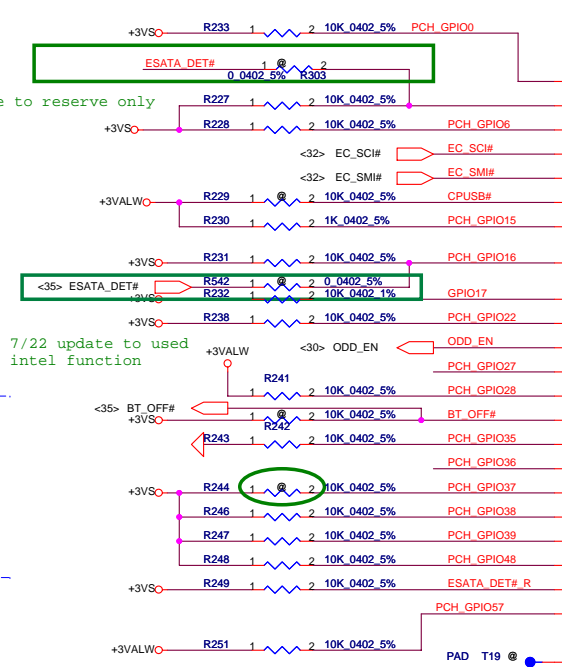 +3VS R233 1 2 10K_0402_5% PCH_GPIO0
ESATA_DET# 1 @ 2
0_0402_5% R303
e to reserve only
R227 1 2 10K_0402_5%
+3VS R228 1 2 10K_0402_5% PCH_GPIO6
<32> EC_SCI# EC_SCI#
<32> EC_SMI# EC_SMI#
+3VALW R229 1 @ 2 10K_0402_5% CPUSB#
R230 1 2 1K_0402_5% PCH_GPIO15
+3VS R231 1 2 10K_0402_5% PCH_GPIO16
<35> ESATA_DET# R542 1 @ 2 0_0402_5%
+3VS R232 1 2 10K_0402_1% GPIO17
+3VS R238 1 2 10K_0402_5% PCH_GPIO22
7/22 update to used
intel function
+3VALW <30> ODD_EN ODD_EN
PCH_GPIO27
R241 1 2 10K_0402_5% PCH_GPIO28
<35> BT_OFF#
+3VS 1 @ 2 10K_0402_5% BT_OFF#
R242
R243 1 2 10K_0402_5% PCH_GPIO35
PCH_GPIO36
+3VS R244 1 @ 2 10K_0402_5% PCH_GPIO37
R246 1 2 10K_0402_5% PCH_GPIO38
R247 1 2 10K_0402_5% PCH_GPIO39
R248 1 2 10K_0402_5% PCH_GPIO48
+3VS R249 1 2 10K_0402_5% ESATA_DET#_R
PCH_GPIO57
+3VALW R251 1 2 10K_0402_5%
PAD T19 @